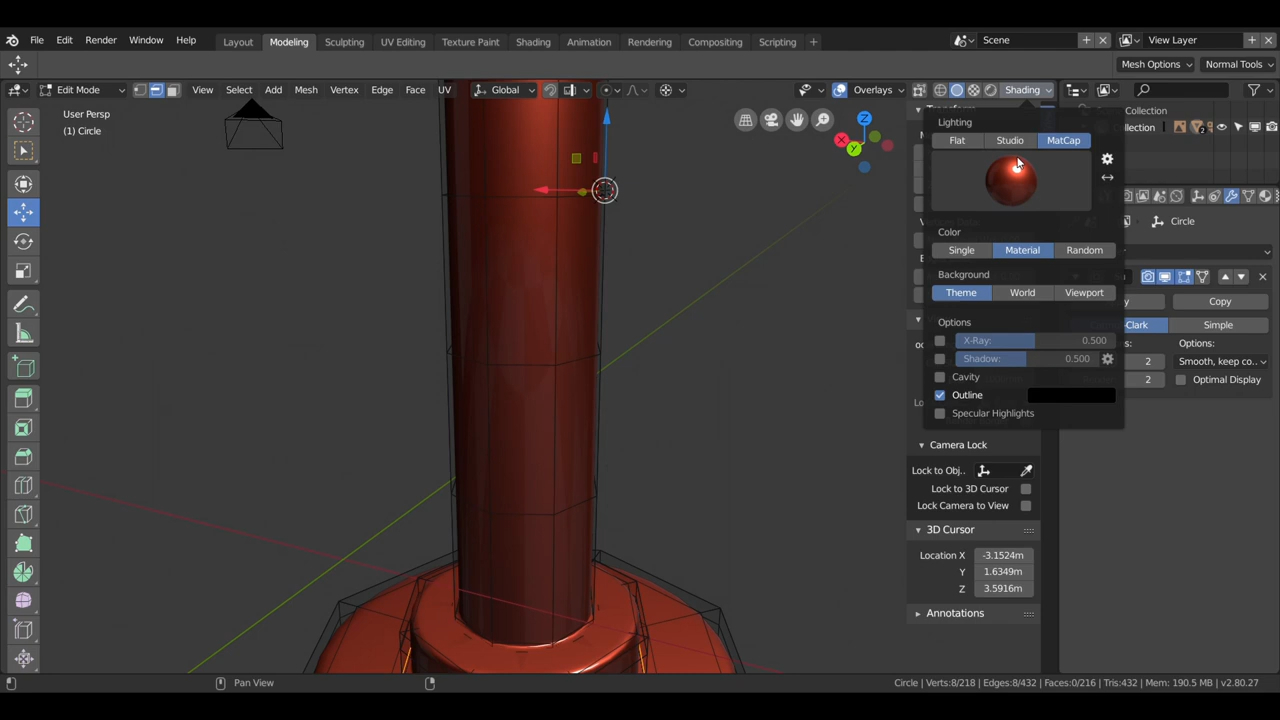 File Edit Render Window Help Layout Modeling Sculpting UV Editing Texture Paint Shading Animation Rendering Compositing Scripting + Scene View Layer
Mesh Options Normal Tools
Edit Mode View Select Add Mesh Vertex Edge Face UV Global Overlays Shading
User Persp
(1) Circle
Lighting
Flat Studio MatCap
Color
Single Material Random
Background
Theme World Viewport
Options
X-Ray: 0.500
Shadow: 0.500
Cavity
Outline
Specular Highlights
Collection
Collection
2
Circle
Copy
Simple
Options:
2 Smooth, keep co...
2 Optimal Display
Camera Lock
Lock to Obj..
Lock to 3D Cursor
Lock Camera to View
3D Cursor
Location X -3.1524m
Y 1.6349m
Z 3.5916m
Annotations
Z
X
Y
Pan View
Circle | Verts:8/218 | Edges:8/432 | Faces:0/216 | Tris:432 | Mem: 190.5 MB | v2.80.27